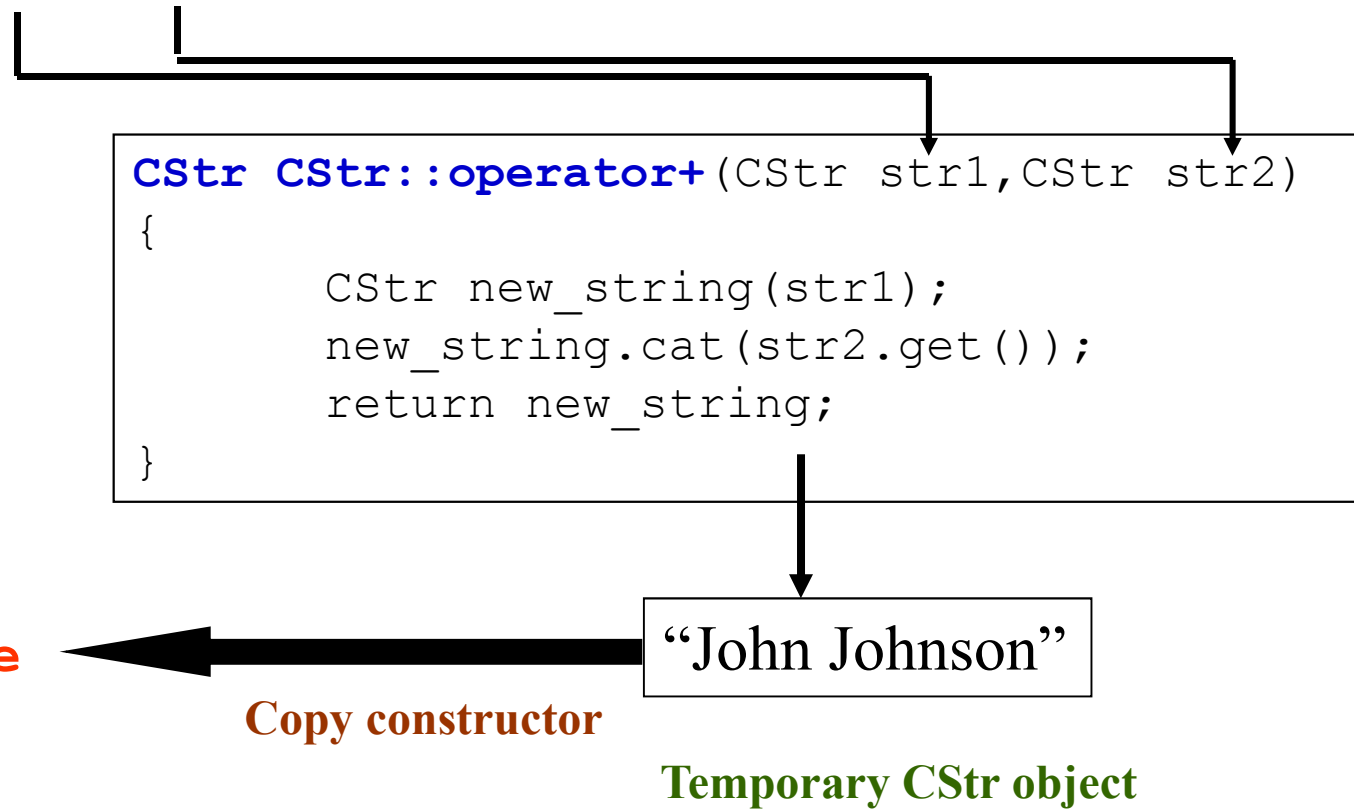 CStr CStr::operator+(CStr str1,CStr str2)
{
CStr new_string(str1);
new_string.cat(str2.get());
return new_string;
}
“John Johnson”
e
Copy constructor
Temporary CStr object